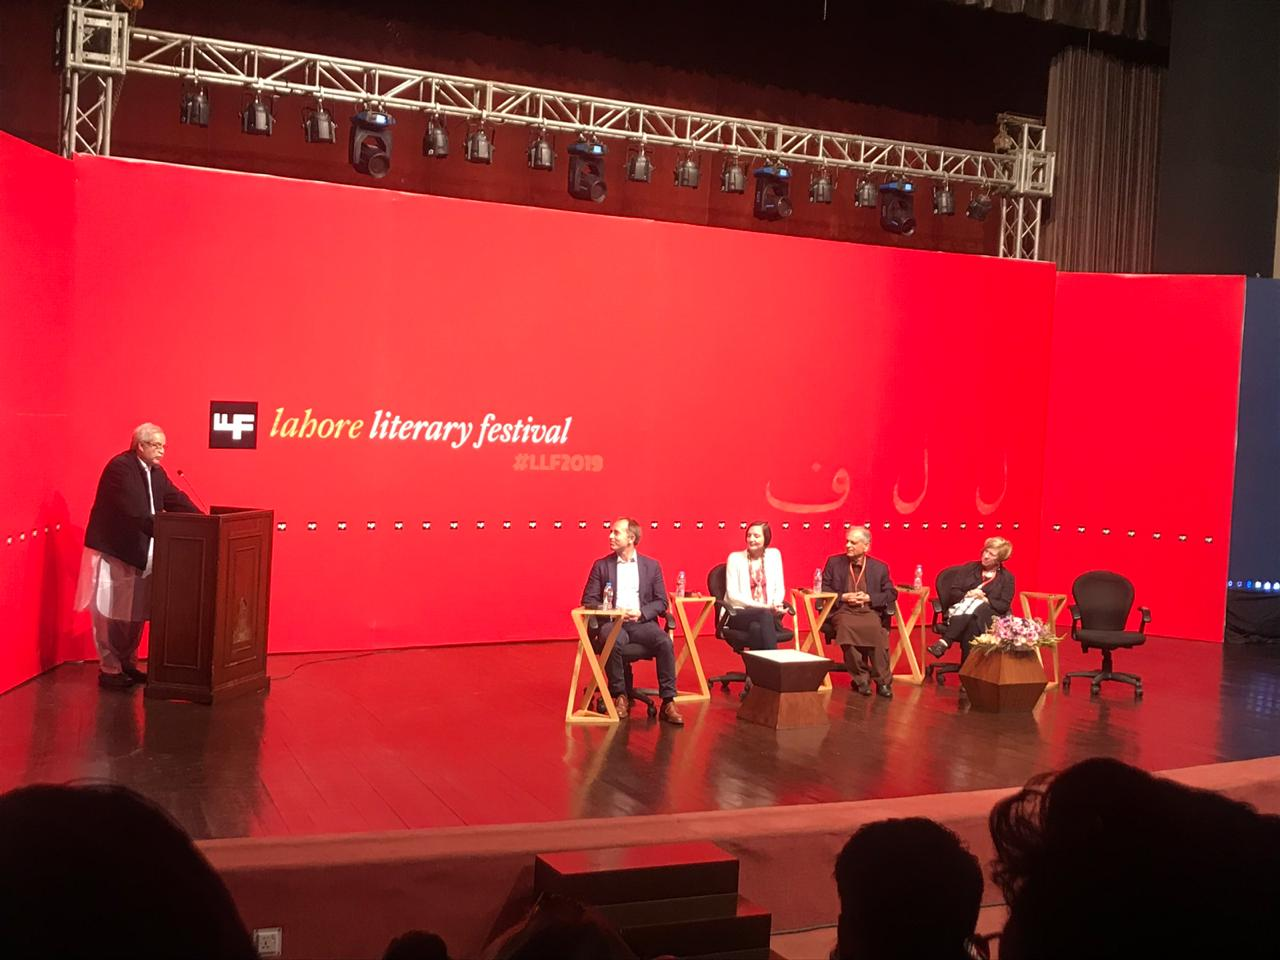 LLF lahore literary festival
#LLF2019
ل ل ف